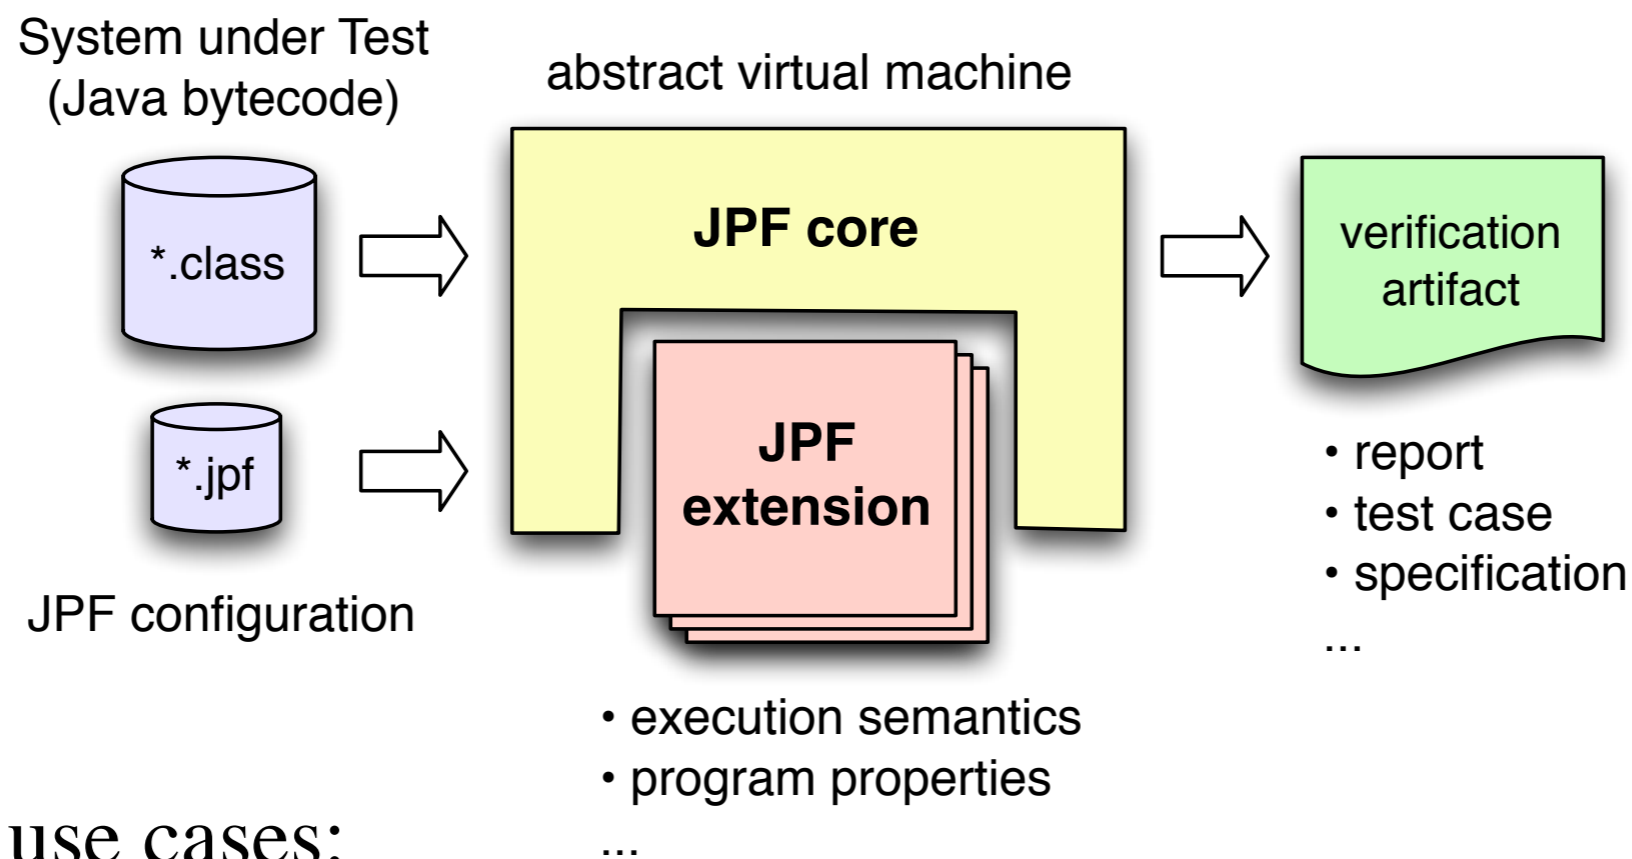 System under Test
(Java bytecode)
abstract virtual machine
*.class
JPF core
verification
artifact
*.jpf
JPF
extension
• report
• test case
• specification
...
JPF configuration
• execution semantics
• program properties
...
use cases: